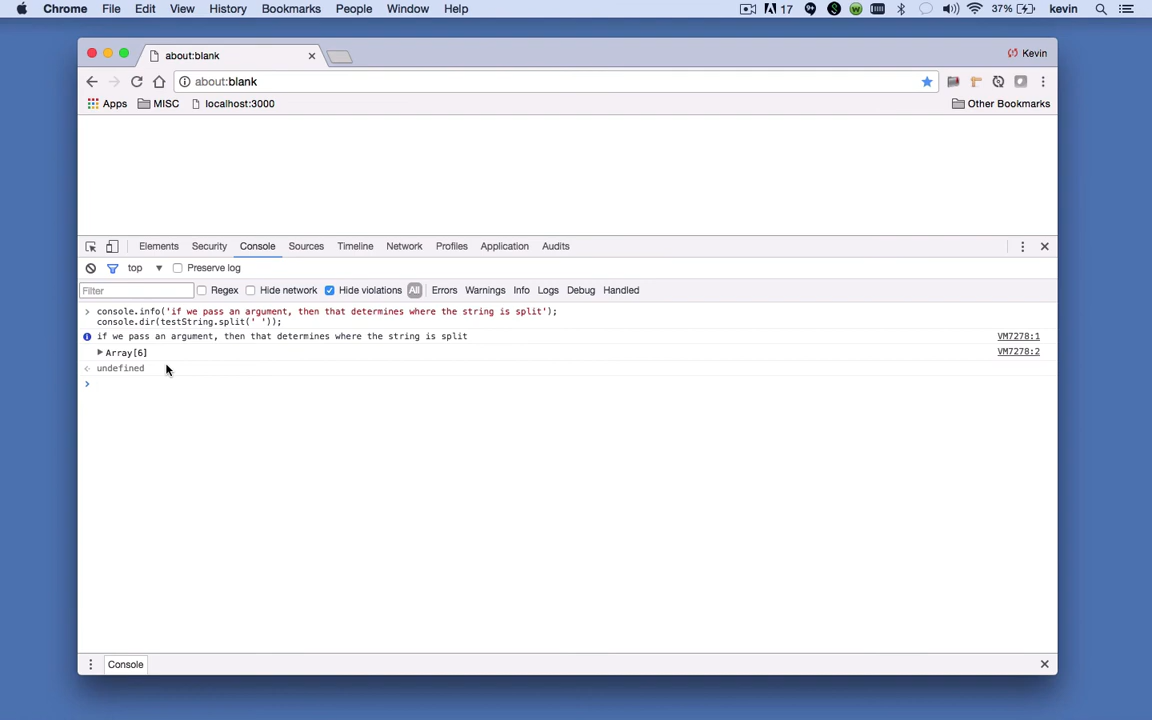 Chrome File Edit View History Bookmarks People Window Help 17 9+ S w 37% kevin
about:blank Kevin
about:blank
Apps MISC localhost:3000 Other Bookmarks
Elements Security Console Sources Timeline Network Profiles Application Audits
top Preserve log
Filter Regex Hide network Hide violations All Errors Warnings Info Logs Debug Handled
> console.info('if we pass an argument, then that determines where the string is split');
console.dir(testString.split(' '));
if we pass an argument, then that determines where the string is split VM7278:1
Array[6] VM7278:2
undefined
>
Console